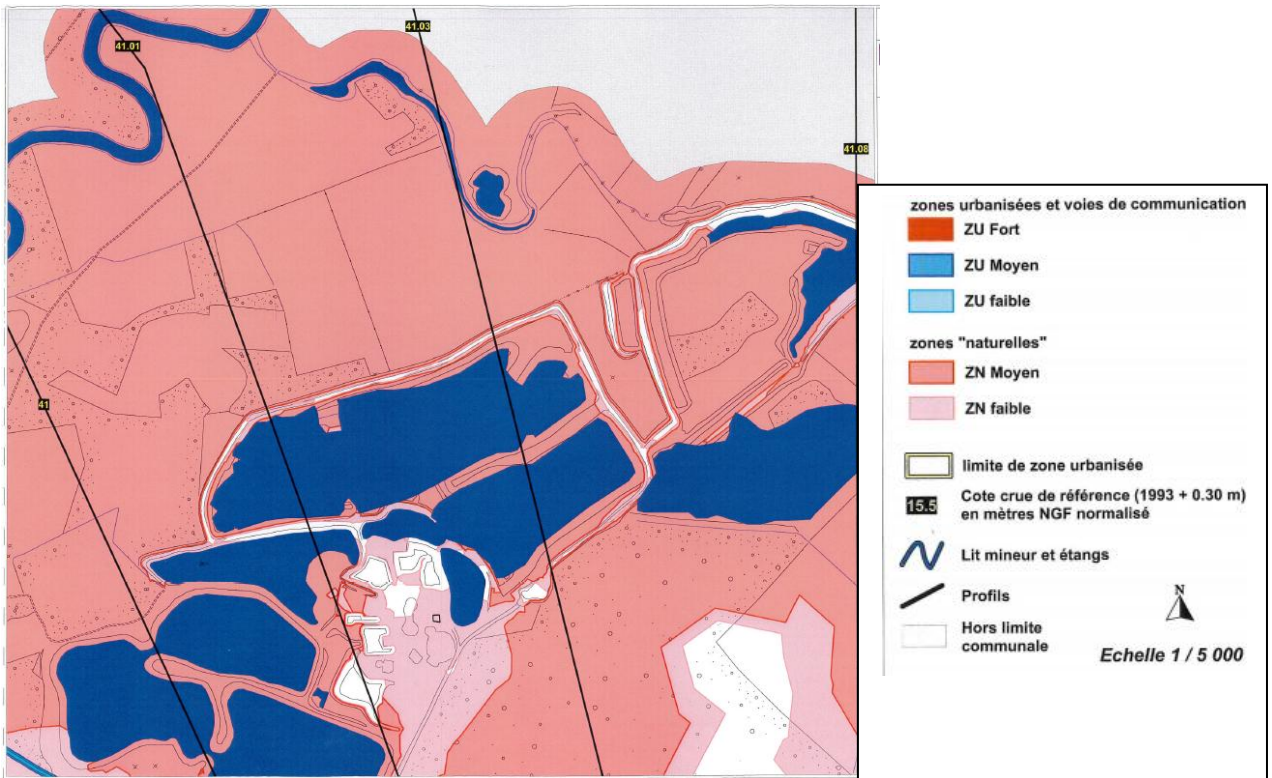 41.01
41.03
41.08
41
zones urbanisées et voies de communication
ZU Fort
ZU Moyen
ZU faible
zones "naturelles"
ZN Moyen
ZN faible
limite de zone urbanisée
15.5
Cote crue de référence (1993 + 0.30 m)
en mètres NGF normalisé
Lit mineur et étangs
Profils
Hors limite
communale
N
Echelle 1 / 5 000